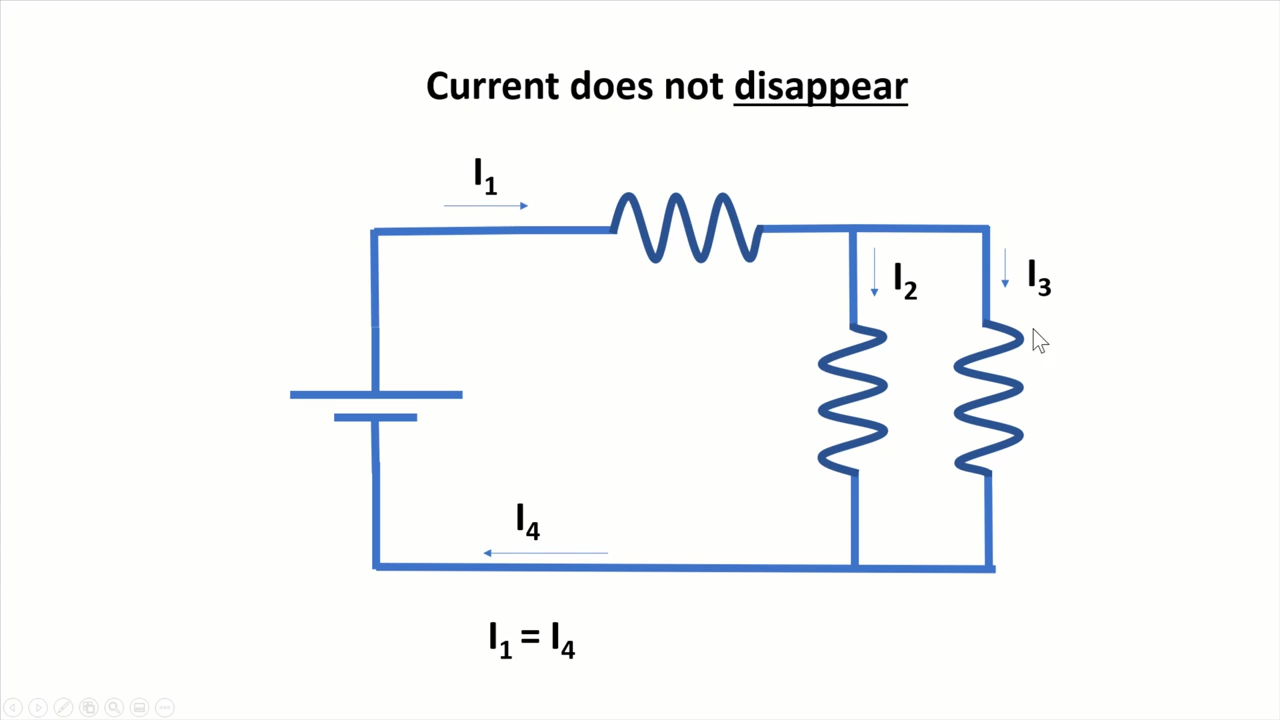 Current does not disappear
I₁
I₂
I₃
I₄
I₁ = I₄